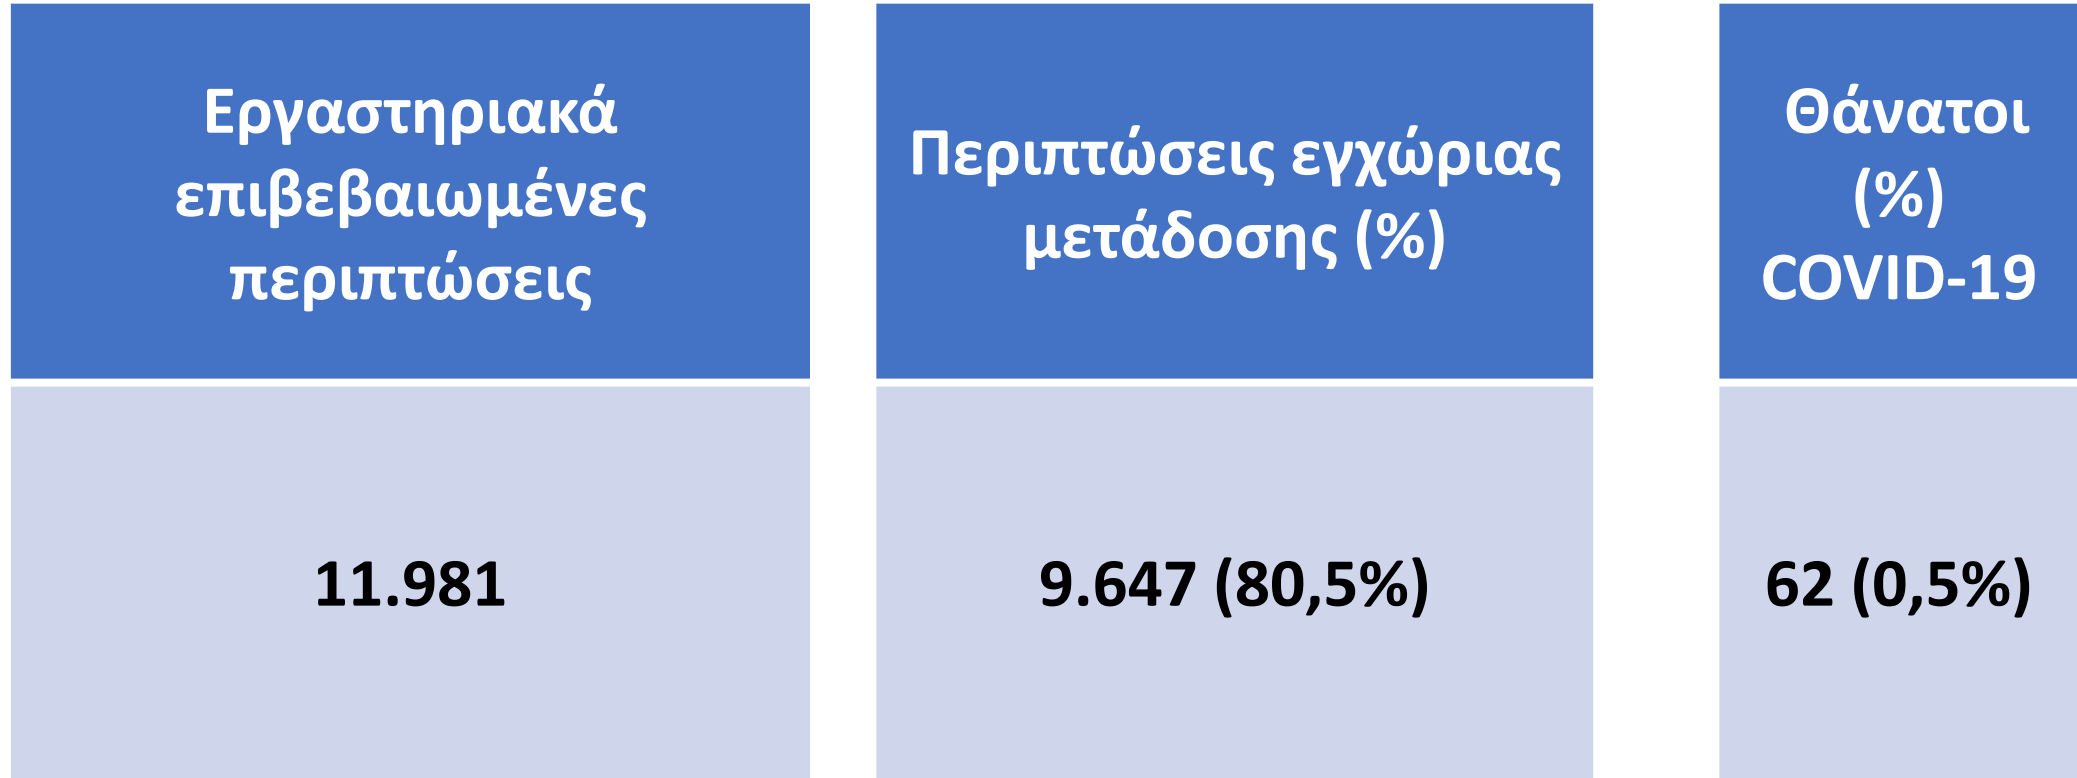 Εργαστηριακά
επιβεβαιωμένες
περιπτώσεις
Περιπτώσεις εγχώριας
μετάδοσης (%)
Θάνατοι
(%)
COVID-19
11.981
9.647 (80,5%)
62 (0,5%)